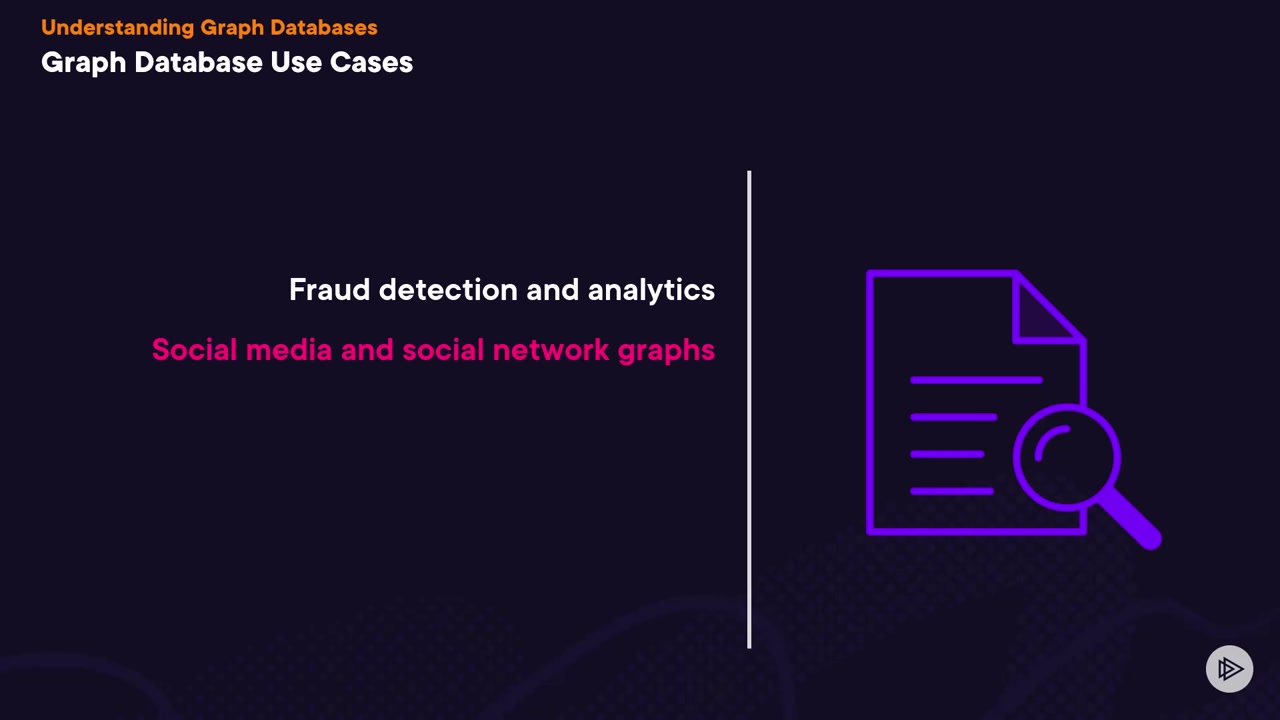 Understanding Graph Databases
Graph Database Use Cases
Fraud detection and analytics
Social media and social network graphs